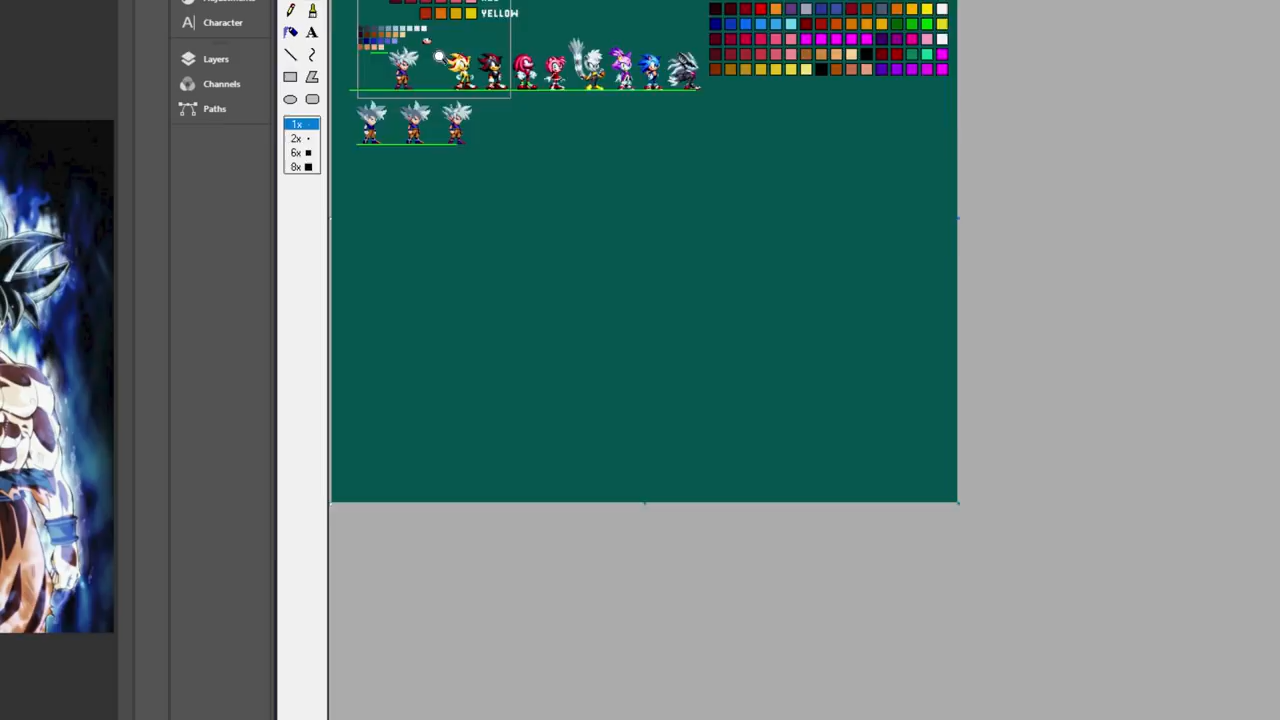 Character
YELLOW
Layers
Channels
Paths
1x
2x
6x
8x